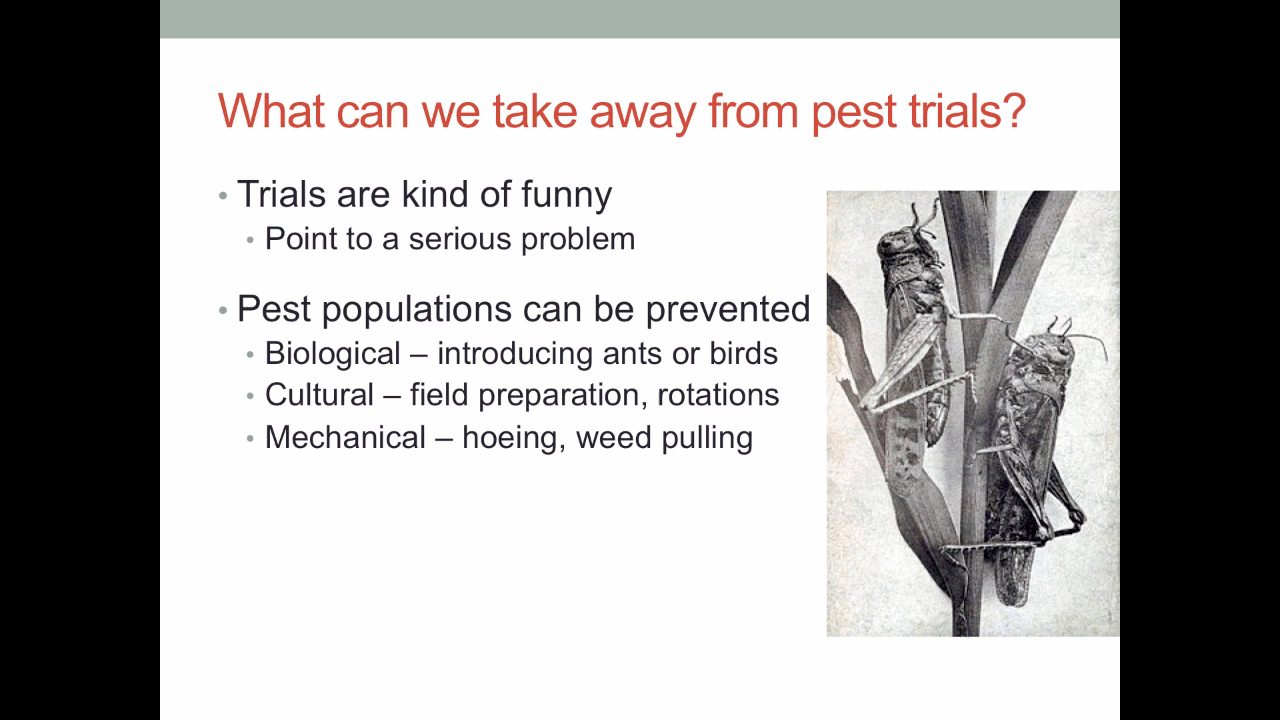 What can we take away from pest trials?
• Trials are kind of funny
• Point to a serious problem
• Pest populations can be prevented
• Biological – introducing ants or birds
• Cultural – field preparation, rotations
• Mechanical – hoeing, weed pulling